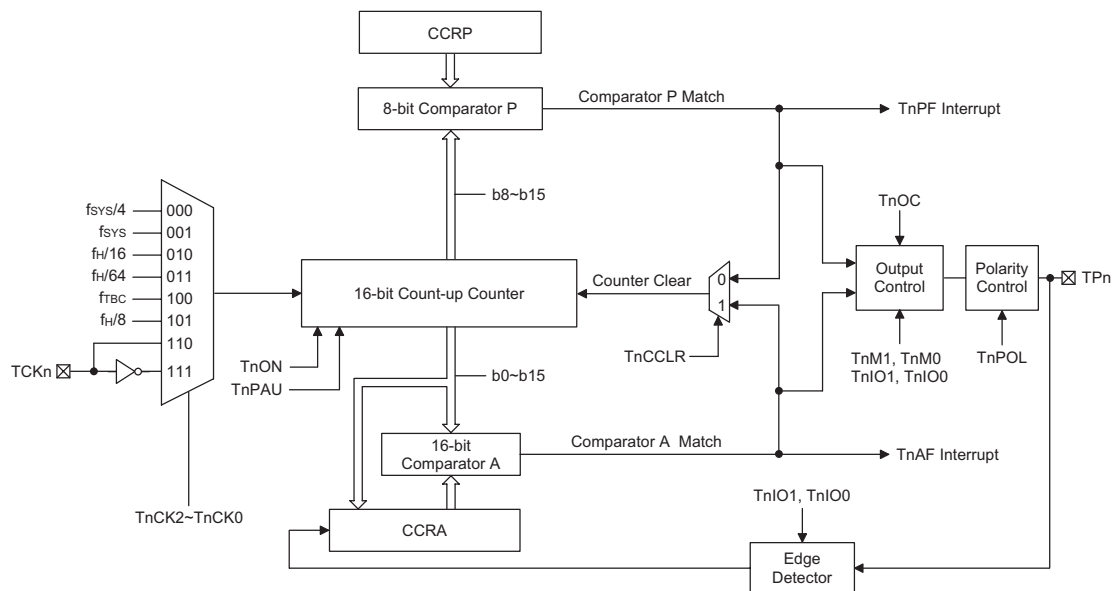 CCRP
8-bit Comparator P
Comparator P Match
TnPF Interrupt
b8~b15
TnOC
fSYS/4
000
fSYS
001
fH/16
010
fH/64
011
fTBC
100
fH/8
101
110
111
TCKn
16-bit Count-up Counter
Counter Clear
0
1
Output
Control
Polarity
Control
TPn
TnON
TnPAU
TnCCLR
TnM1, TnM0
TnIO1, TnIO0
TnPOL
b0~b15
16-bit
Comparator A
Comparator A Match
TnAF Interrupt
TnCK2~TnCK0
CCRA
TnIO1, TnIO0
Edge
Detector